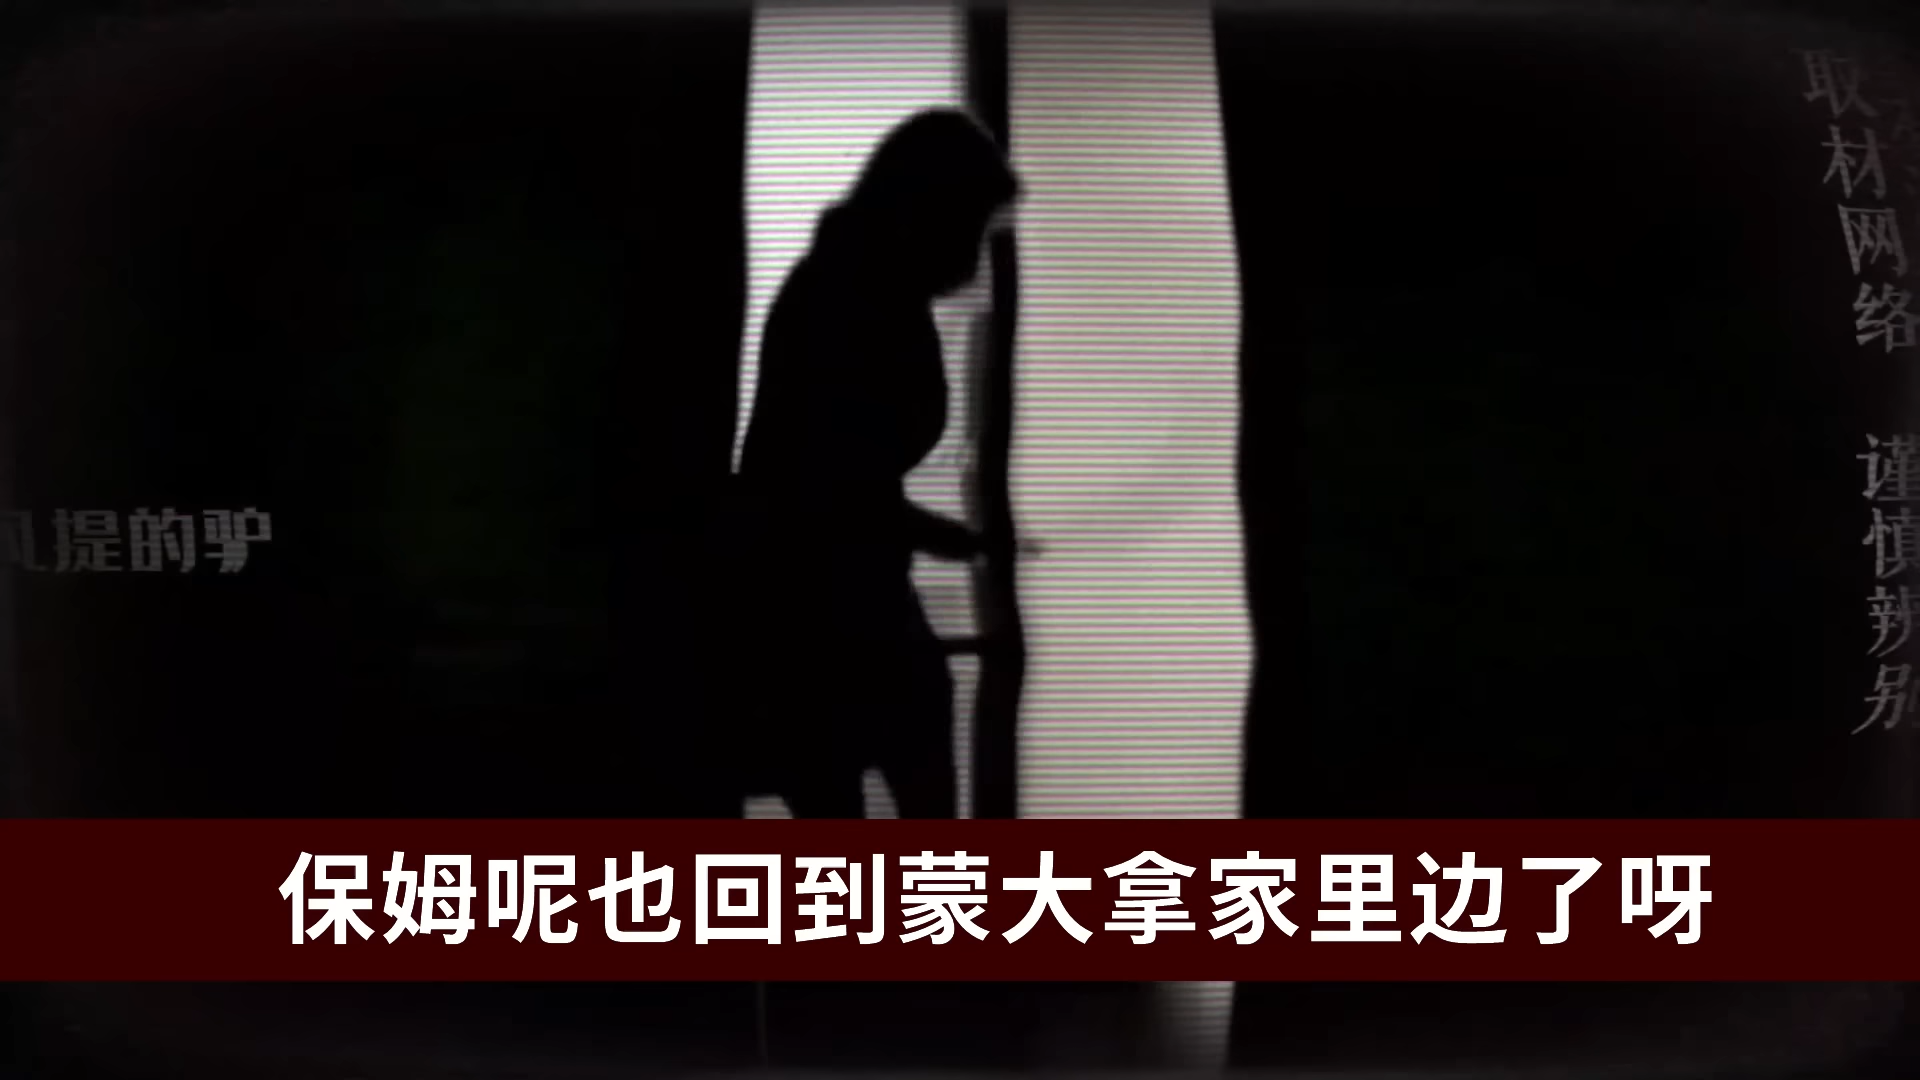 取材网络 谨慎辨别
提的驴
保姆呢也回到蒙大拿家里边了呀